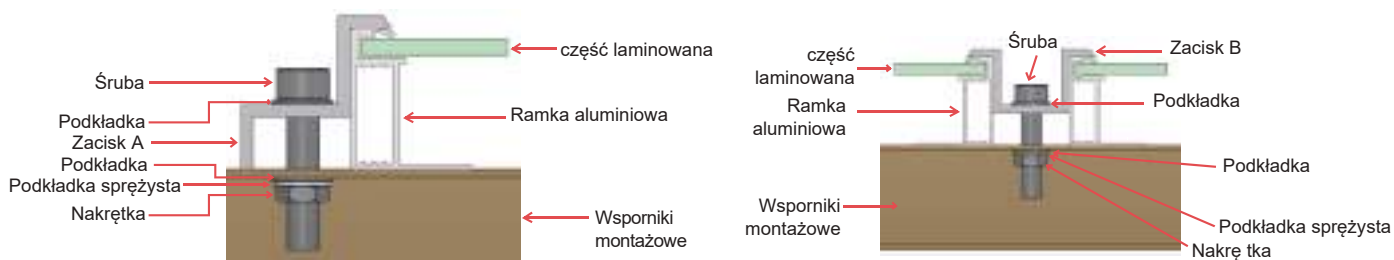 część laminowana
Śruba
Podkładka
Zacisk A
Podkładka
Podkładka sprężysta
Nakrętka
Ramka aluminiowa
Wsporniki
montażowe
Śruba
Zacisk B
część
laminowana
Podkładka
Ramka
aluminiowa
Podkładka
Wsporniki
montażowe
Podkładka sprężysta
Nakrę tka